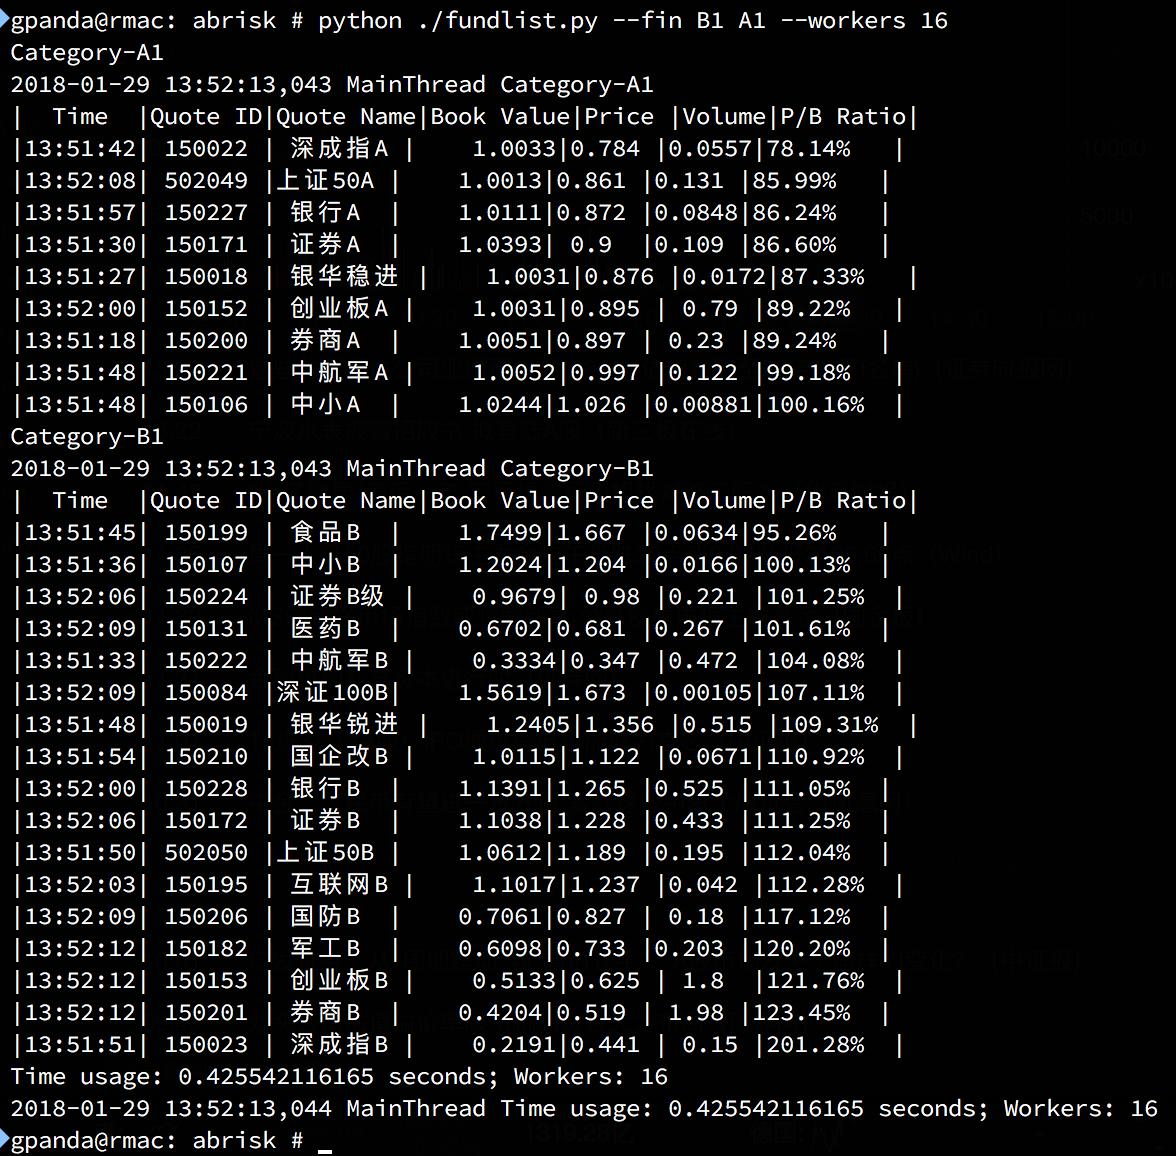 gpanda@rmac: abrisk # python ./fundlist.py --fin B1 A1 --workers 16
Category-A1
2018-01-29 13:52:13,043 MainThread Category-A1
|  Time  |Quote ID|Quote Name|Book Value|Price |Volume|P/B Ratio|
|13:51:42| 150022 | 深成指A |    1.0033|0.784 |0.0557|78.14%   |
|13:52:08| 502049 |上证50A |    1.0013|0.861 |0.131 |85.99%   |
|13:51:57| 150227 | 银行A  |    1.0111|0.872 |0.0848|86.24%   |
|13:51:30| 150171 | 证券A  |    1.0393| 0.9  |0.109 |86.60%   |
|13:51:27| 150018 | 银华稳进 |    1.0031|0.876 |0.0172|87.33%   |
|13:52:00| 150152 | 创业板A |    1.0031|0.895 | 0.79 |89.22%   |
|13:51:18| 150200 | 券商A  |    1.0051|0.897 | 0.23 |89.24%   |
|13:51:48| 150221 | 中航军A |    1.0052|0.997 |0.122 |99.18%   |
|13:51:48| 150106 | 中小A  |    1.0244|1.026 |0.00881|100.16%  |
Category-B1
2018-01-29 13:52:13,043 MainThread Category-B1
|  Time  |Quote ID|Quote Name|Book Value|Price |Volume|P/B Ratio|
|13:51:45| 150199 | 食品B  |    1.7499|1.667 |0.0634|95.26%   |
|13:51:36| 150107 | 中小B  |    1.2024|1.204 |0.0166|100.13%  |
|13:52:06| 150224 | 证券B级 |    0.9679| 0.98 |0.221 |101.25%  |
|13:52:09| 150131 | 医药B  |    0.6702|0.681 |0.267 |101.61%  |
|13:51:33| 150222 | 中航军B |    0.3334|0.347 |0.472 |104.08%  |
|13:52:09| 150084 |深证100B|    1.5619|1.673 |0.00105|107.11%  |
|13:51:48| 150019 | 银华锐进 |    1.2405|1.356 |0.515 |109.31%  |
|13:51:54| 150210 | 国企改B |    1.0115|1.122 |0.0671|110.92%  |
|13:52:00| 150228 | 银行B  |    1.1391|1.265 |0.525 |111.05%  |
|13:52:06| 150172 | 证券B  |    1.1038|1.228 |0.433 |111.25%  |
|13:51:50| 502050 |上证50B |    1.0612|1.189 |0.195 |112.04%  |
|13:52:03| 150195 | 互联网B |    1.1017|1.237 |0.042 |112.28%  |
|13:52:09| 150206 | 国防B  |    0.7061|0.827 | 0.18 |117.12%  |
|13:52:12| 150182 | 军工B  |    0.6098|0.733 |0.203 |120.20%  |
|13:52:12| 150153 | 创业板B |    0.5133|0.625 | 1.8  |121.76%  |
|13:52:12| 150201 | 券商B  |    0.4204|0.519 | 1.98 |123.45%  |
|13:51:51| 150023 | 深成指B |    0.2191|0.441 | 0.15 |201.28%  |
Time usage: 0.425542116165 seconds; Workers: 16
2018-01-29 13:52:13,044 MainThread Time usage: 0.425542116165 seconds; Workers: 16
gpanda@rmac: abrisk #